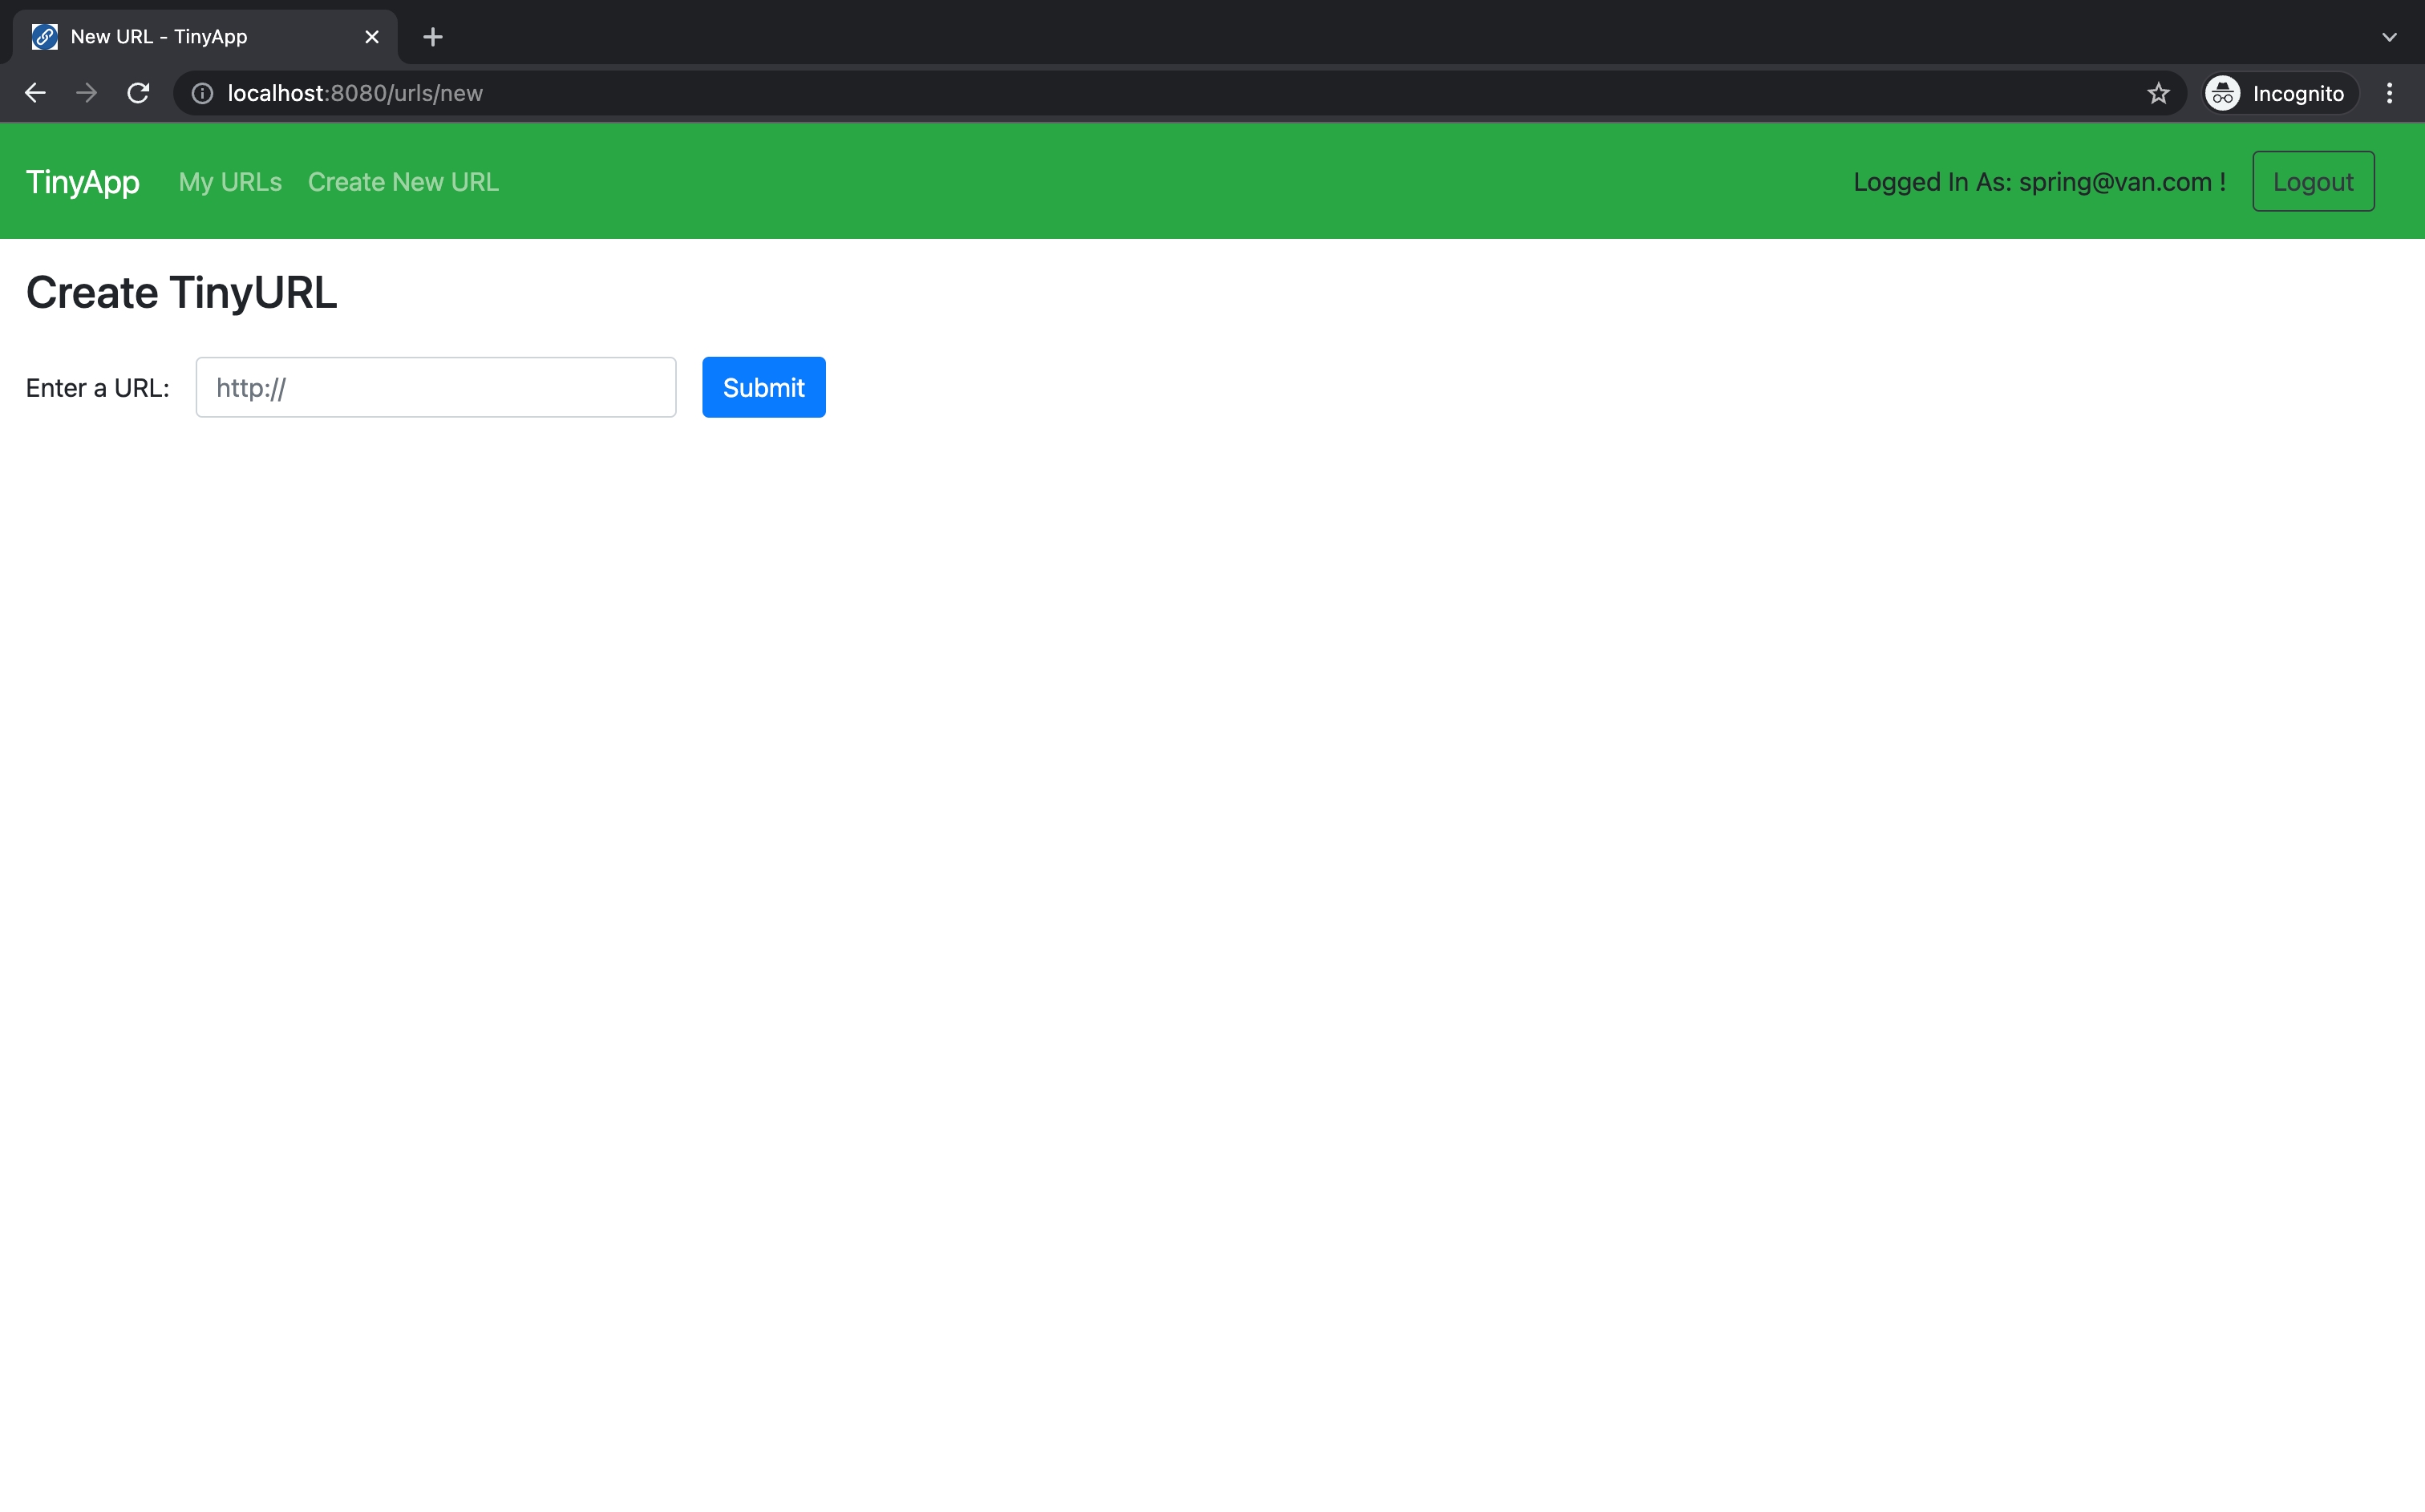 New URL - TinyApp
localhost:8080/urls/new
Incognito
TinyApp My URLs Create New URL Logged In As: spring@van.com ! Logout
Create TinyURL
Enter a URL: http:// Submit